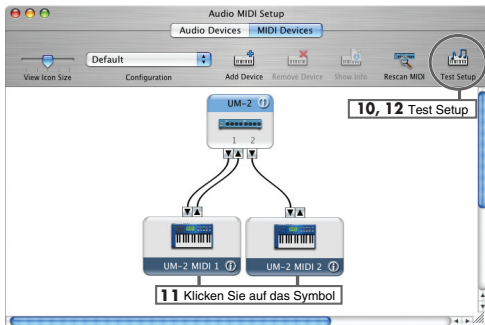 Audio MIDI Setup
Audio Devices MIDI Devices
Default
View Icon Size Configuration Add Device Remove Device Show Info Rescan MIDI Test Setup
10, 12 Test Setup
UM-2
1 2
UM-2 MIDI 1 UM-2 MIDI 2
11 Klicken Sie auf das Symbol